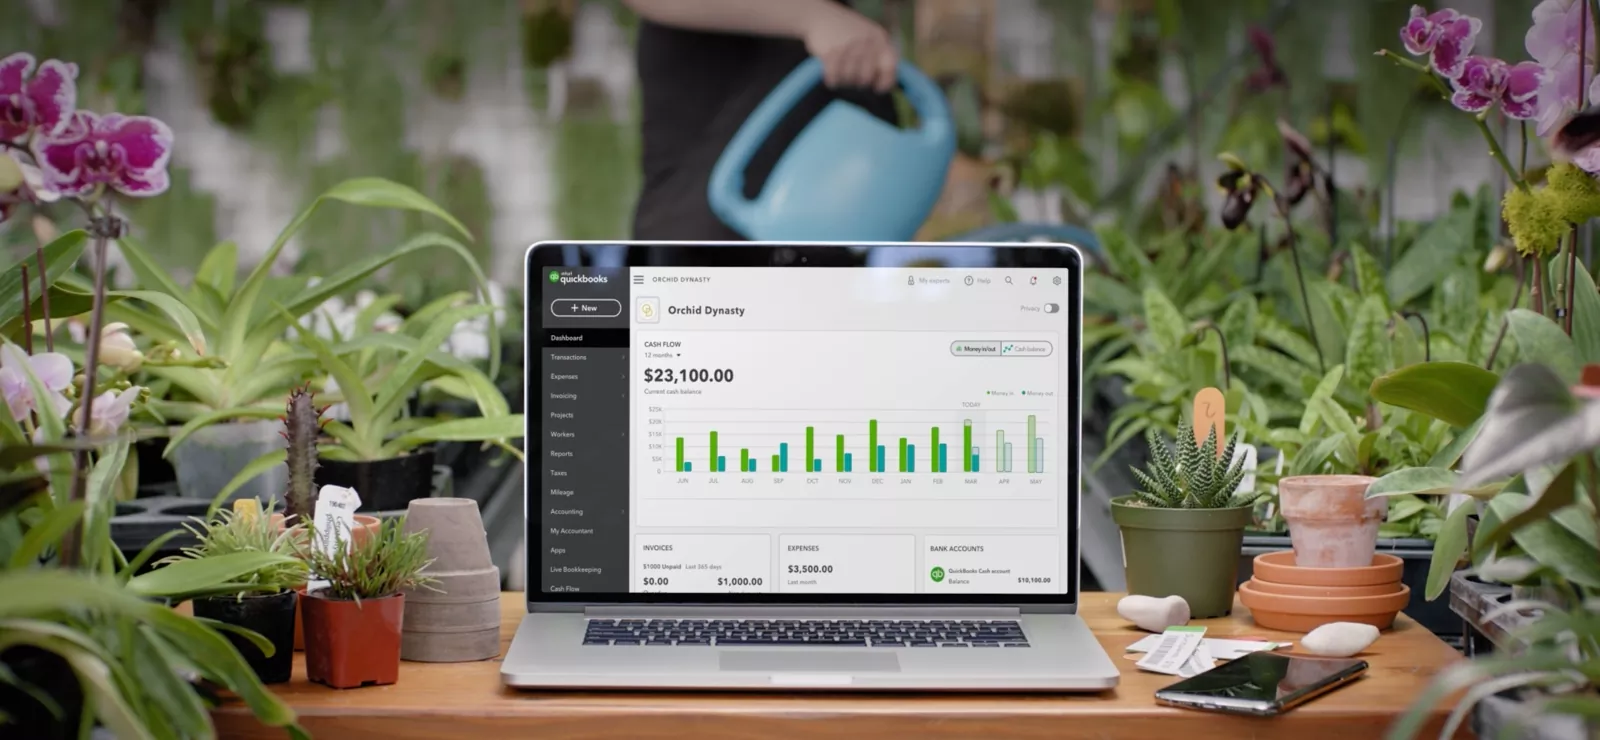 intuit quickbooks
ORCHID DYNASTY
My experts
Help
+ New
Orchid Dynasty
Privacy
Dashboard
Transactions
Expenses
Invoicing
Projects
Workers
Reports
Taxes
Mileage
Accounting
My Accountant
Apps
Live Bookkeeping
Cash Flow
CASH FLOW
12 months
Money in/out
Cash balance
$23,100.00
Current cash balance
Money in
Money out
TODAY
$20K
$15K
$10K
$5K
0
JUN JUL AUG SEP OCT NOV DEC JAN FEB MAR APR MAY
INVOICES
$1000 Unpaid Last 365 days
$0.00 $1,000.00
EXPENSES
$3,500.00
Last month
BANK ACCOUNTS
QuickBooks Cash account
Balance $10,100.00